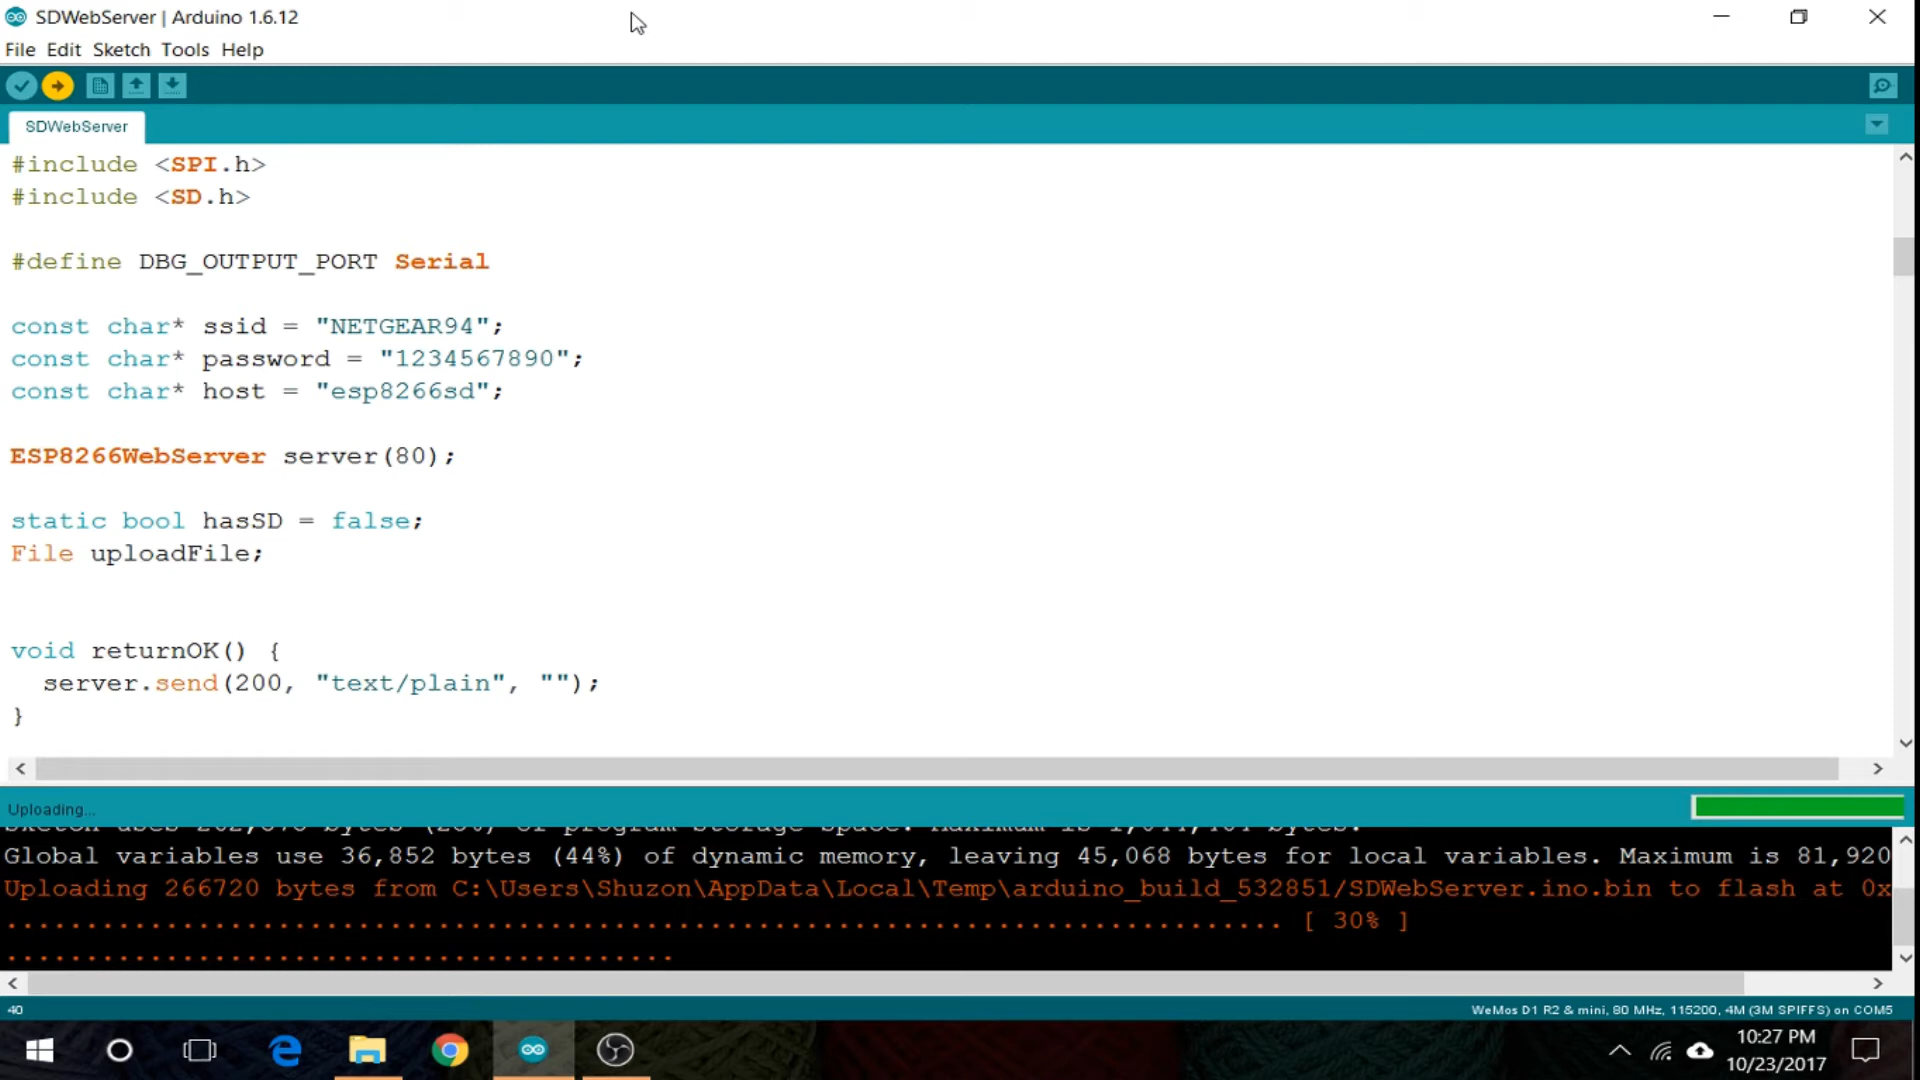 SDWebServer | Arduino 1.6.12
File Edit Sketch Tools Help
SDWebServer
#include <SPI.h>
#include <SD.h>
#define DBG_OUTPUT_PORT Serial
const char* ssid = "NETGEAR94";
const char* password = "1234567890";
const char* host = "esp8266sd";
ESP8266WebServer server(80);
static bool hasSD = false;
File uploadFile;
void returnOK() {
server.send(200, "text/plain", "");
}
Uploading...
Global variables use 36,852 bytes (44%) of dynamic memory, leaving 45,068 bytes for local variables. Maximum is 81,920
Uploading 266720 bytes from C:\Users\Shuzon\AppData\Local\Temp\arduino_build_532851/SDWebServer.ino.bin to flash at 0x
................................................................................ [ 30% ]
..........................................
40
WeMos D1 R2 & mini, 80 MHz, 115200, 4M (3M SPIFFS) on COM5
10:27 PM
10/23/2017